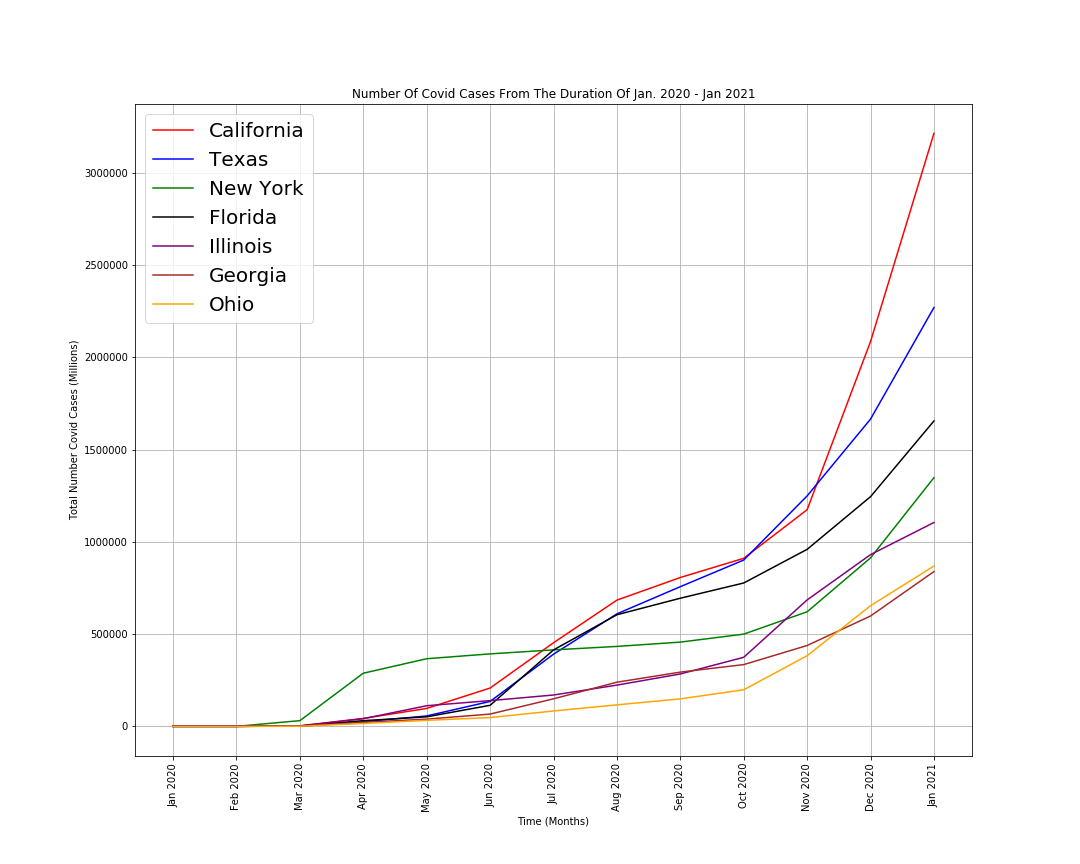 Number Of Covid Cases From The Duration Of Jan. 2020 - Jan 2021
California
Texas
New York
Florida
Illinois
Georgia
Ohio
Total Number Covid Cases (Millions)
3000000
2500000
2000000
1500000
1000000
500000
0
Jan 2020
Feb 2020
Mar 2020
Apr 2020
May 2020
Jun 2020
Jul 2020
Aug 2020
Sep 2020
Oct 2020
Nov 2020
Dec 2020
Jan 2021
Time (Months)